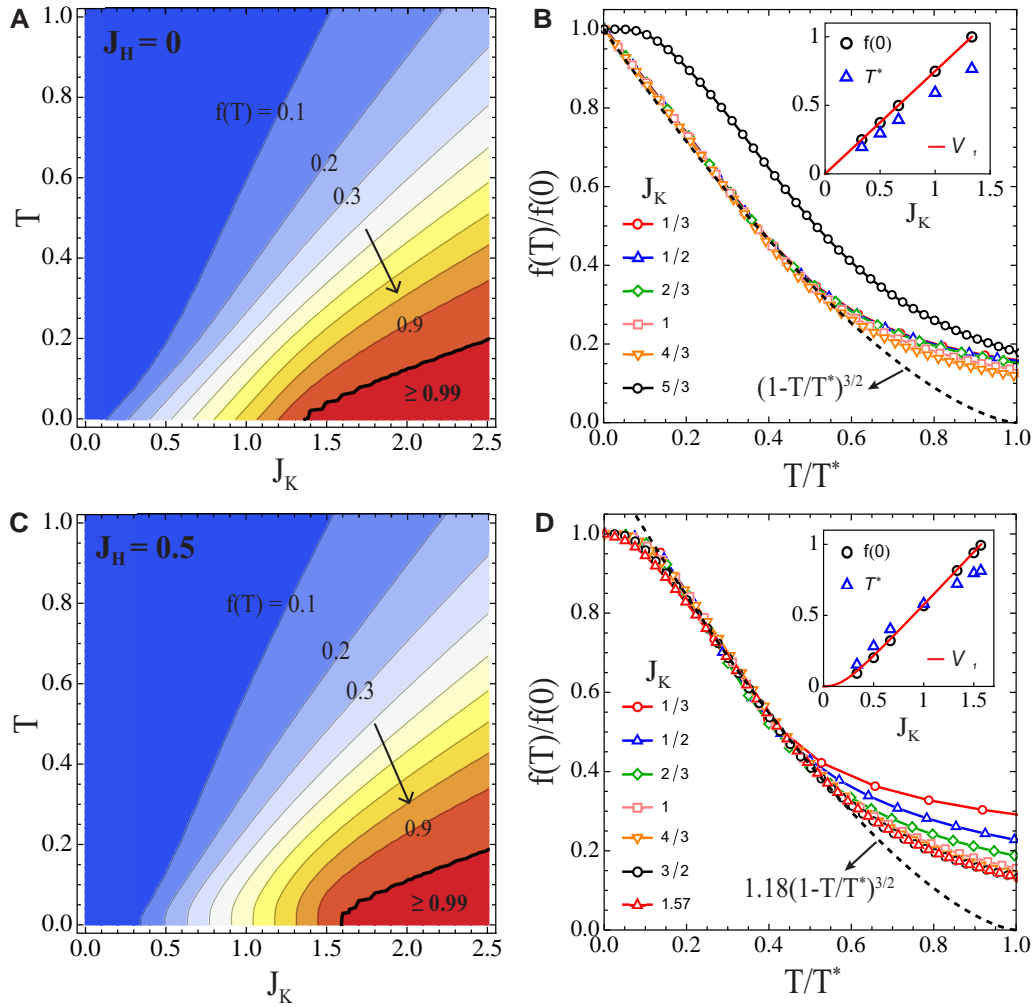 A
J_H = 0
f(T) = 0.1
0.2
0.3
0.9
≥ 0.99
T
1.0
0.8
0.6
0.4
0.2
0.0
0.0 0.5 1.0 1.5 2.0 2.5
J_K
B
f(T)/f(0)
1.0
0.8
0.6
0.4
0.2
0.0
J_K
1/3
1/2
2/3
1
4/3
5/3
(1-T/T*)^3/2
0.0 0.2 0.4 0.6 0.8 1.0
T/T*
1
0.5
0
f(0)
T*
V_1
0 0.5 1 1.5
J_K
C
J_H = 0.5
f(T) = 0.1
0.2
0.3
0.9
≥ 0.99
T
1.0
0.8
0.6
0.4
0.2
0.0
0.0 0.5 1.0 1.5 2.0 2.5
J_K
D
f(T)/f(0)
1.0
0.8
0.6
0.4
0.2
0.0
J_K
1/3
1/2
2/3
1
4/3
3/2
1.57
1.18(1-T/T*)^3/2
0.0 0.2 0.4 0.6 0.8 1.0
T/T*
1
0.5
0
f(0)
T*
V_1
0 0.5 1 1.5
J_K